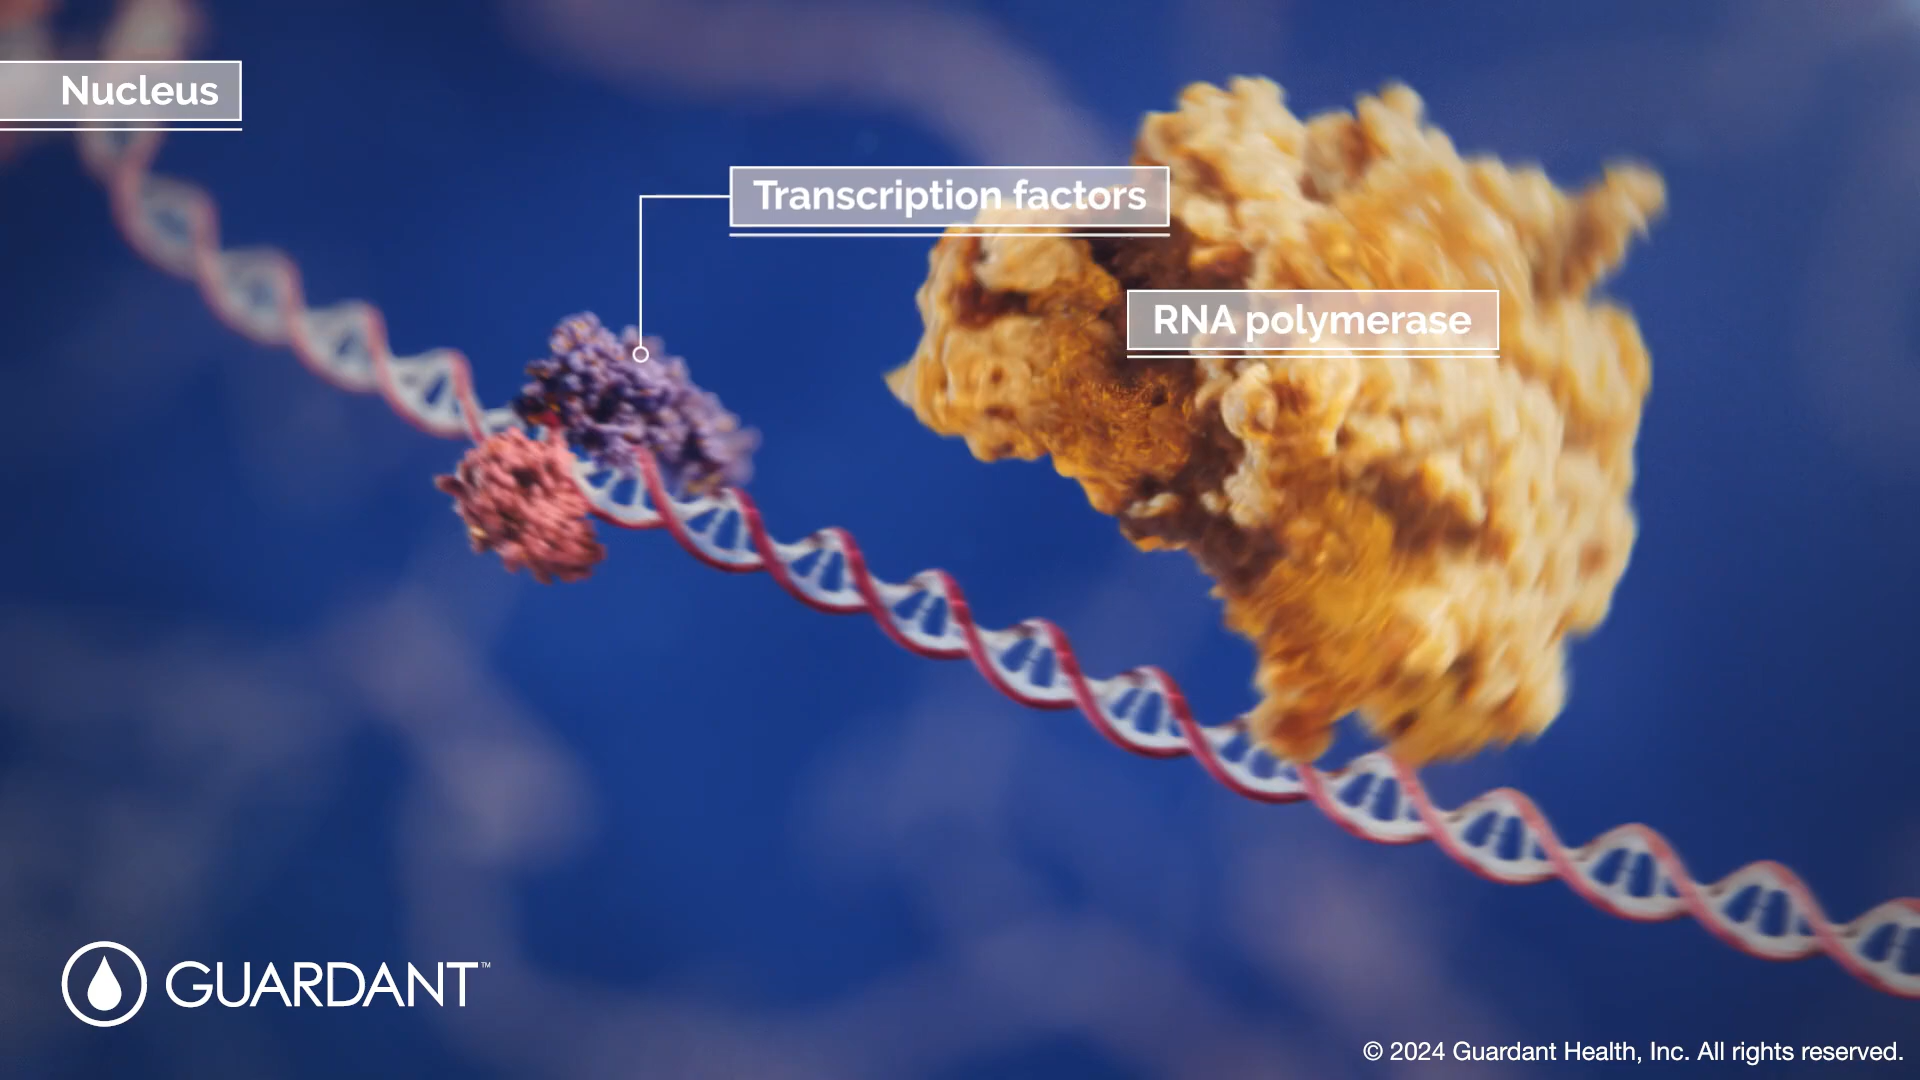 Nucleus
Transcription factors
RNA polymerase
GUARDANT™
© 2024 Guardant Health, Inc. All rights reserved.